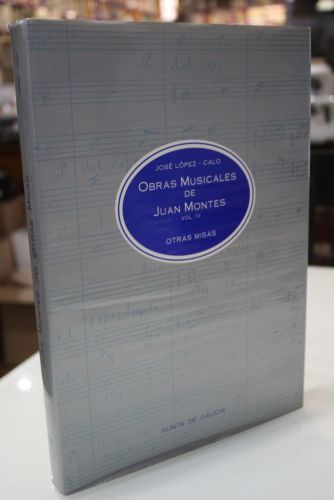 JOSÉ LÓPEZ - CALO
OBRAS MUSICALES
DE
JUAN MONTES
VOL. IV
OTRAS MISAS
XUNTA DE GALICIA